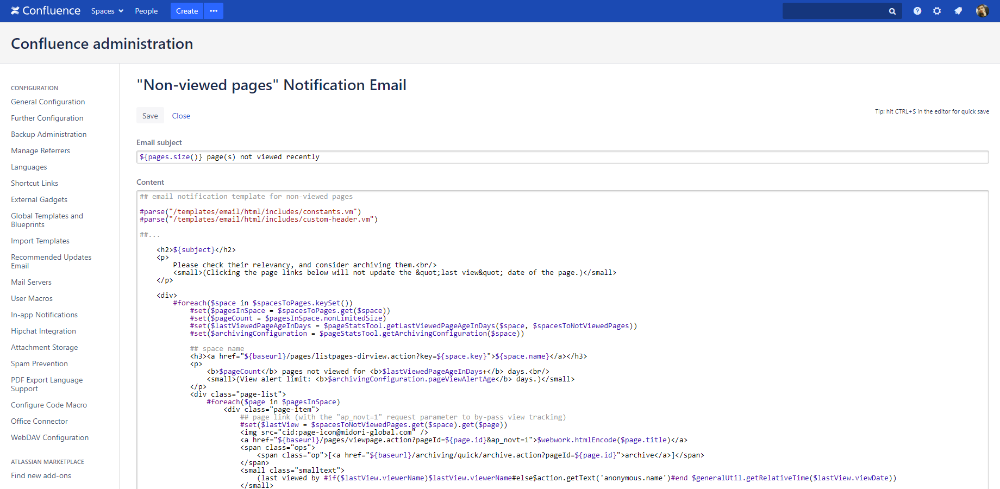 Confluence Spaces People Create •••
Confluence administration
CONFIGURATION
General Configuration
Further Configuration
Backup Administration
Manage Referrers
Languages
Shortcut Links
External Gadgets
Global Templates and
Blueprints
Import Templates
Recommended Updates
Email
Mail Servers
User Macros
In-app Notifications
Hipchat Integration
Attachment Storage
Spam Prevention
PDF Export Language
Support
Configure Code Macro
Office Connector
WebDAV Configuration
ATLASSIAN MARKETPLACE
Find new add-ons
"Non-viewed pages" Notification Email
Save Close
Tip: hit CTRL+S in the editor for quick save
Email subject
${pages.size()} page(s) not viewed recently
Content
## email notification template for non-viewed pages
#parse("/templates/email/html/includes/constants.vm")
#parse("/templates/email/html/includes/custom-header.vm")
##...
<h2>${subject}</h2>
<p>
Please check their relevancy, and consider archiving them.<br/>
<small>(Clicking the page links below will not update the &quot;last view&quot; date of the page.)</small>
</p>
<div>
#foreach($space in $spacesToPages.keySet())
#set($pagesInSpace = $spacesToPages.get($space))
#set($pageCount = $pagesInSpace.nonLimitedSize)
#set($lastViewedPageAgeInDays = $pageStatsTool.getLastViewedPageAgeInDays($space, $spacesToNotViewedPages))
#set($archivingConfiguration = $pageStatsTool.getArchivingConfiguration($space))
## space name
<h3><a href="${baseurl}/pages/listpages-dirview.action?key=${space.key}">${space.name}</a></h3>
<p>
<b>$pageCount</b> pages not viewed for <b>$lastViewedPageAgeInDays+</b> days.<br/>
<small>(View alert limit: <b>$archivingConfiguration.pageViewAlertAge</b> days.)</small>
</p>
<div class="page-list">
#foreach($page in $pagesInSpace)
<div class="page-item">
## page link (with the "ap_novt=1" request parameter to by-pass view tracking)
#set($lastView = $spacesToNotViewedPages.get($space).get($page))
<img src="cid:page-icon@midori-global.com" />
<a href="${baseurl}/pages/viewpage.action?pageId=${page.id}&ap_novt=1">$webwork.htmlEncode($page.title)</a>
<span class="ops">
<span class="op">[<a href="${baseurl}/archiving/quick/archive.action?pageId=${page.id}">archive</a>]</span>
</span>
<small class="smalltext">
(last viewed by #if($lastView.viewerName)$lastView.viewerName#else$action.getText('anonymous.name')#end $generalUtil.getRelativeTime($lastView.viewDate))
</small>